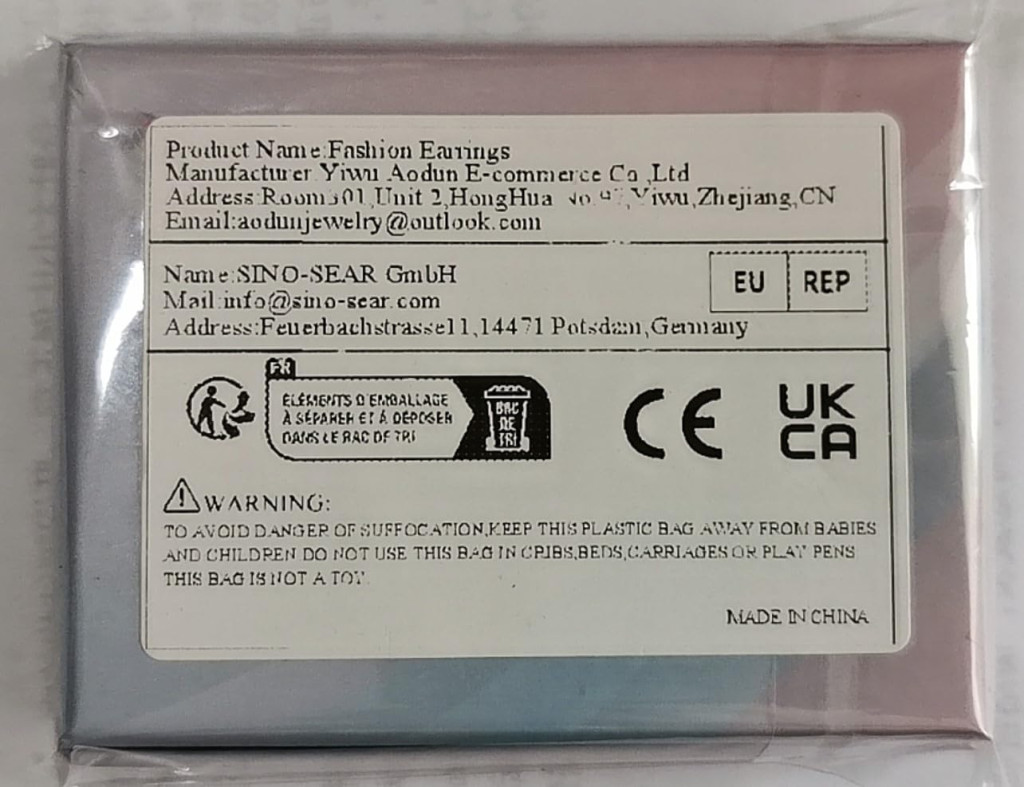 Product Name:Fashion Earrings
Manufacturer Yiwu Aodun E-commerce Co.,Ltd
Address:Room301,Unit 2,HongHua No. Yiwu,Zhejiang,CN
Email:aodunjewelry@outlook.com
Name:SINO-SEAR GmbH
EU REP
Mail:info@sino-sear.com
Address:Feuerbachstrasse11,14471 Potsdam,Germany
FR
ÉLÉMENTS D'EMBALLAGE
À SÉPARER ET À DÉPOSER
DANS LE BAC DE TRI
BAC
DE
TRI
CE
UK
CA
WARNING:
TO AVOID DANGER OF SUFFOCATION,KEEP THIS PLASTIC BAG AWAY FROM BABIES
AND CHILDREN DO NOT USE THIS BAG IN CRIBS,BEDS,CARRIAGES OR PLAY PENS
THIS BAG IS NOT A TOY.
MADE IN CHINA